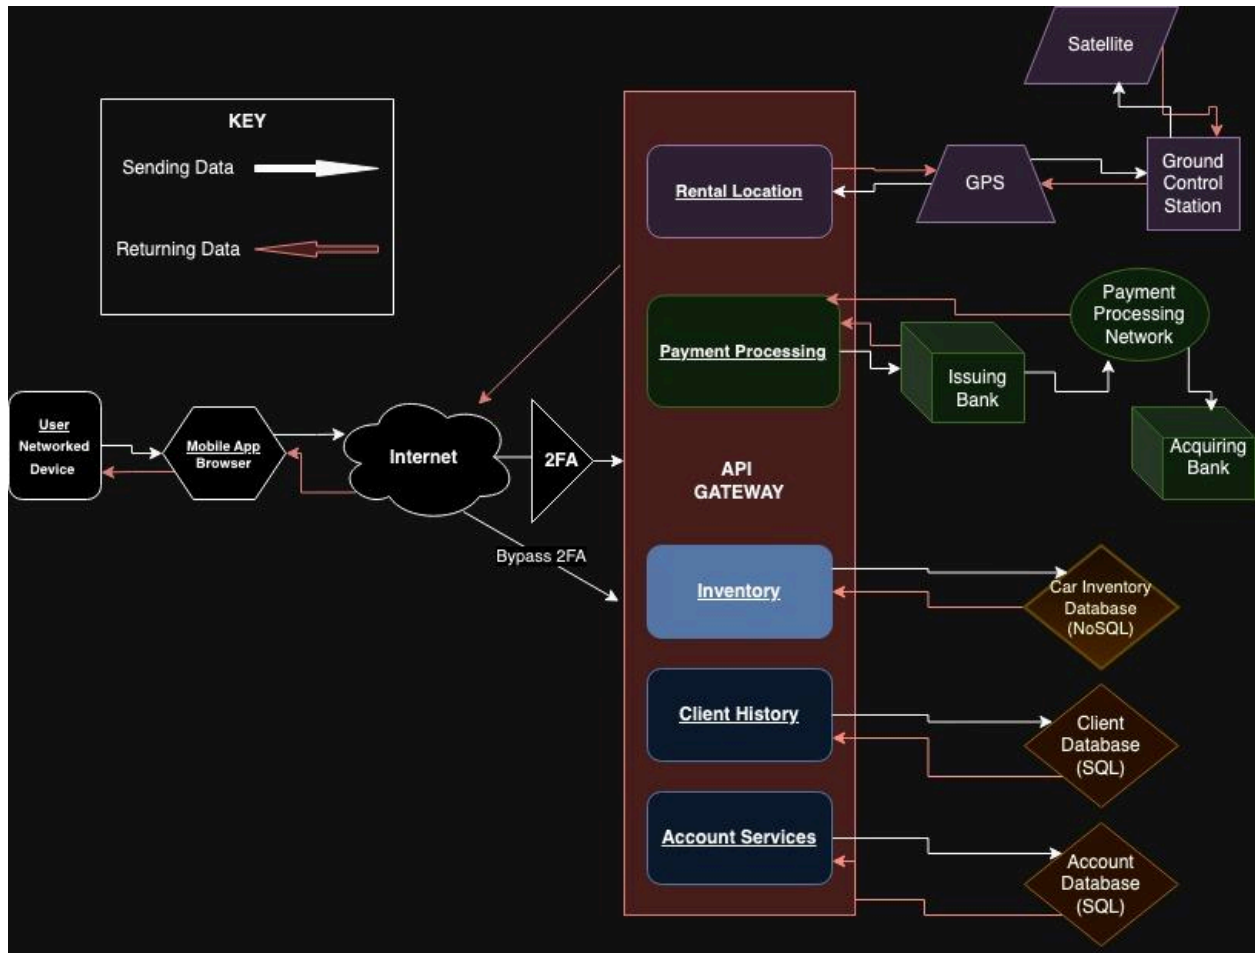 KEY
Sending Data
Returning Data
Satellite
Ground
Control
Station
GPS
Rental Location
Payment
Processing
Network
Payment Processing
Issuing
Bank
Acquiring
Bank
User
Networked
Device
Mobile App
Browser
Internet
2FA
API
GATEWAY
Bypass 2FA
Inventory
Car Inventory
Database
(NoSQL)
Client History
Client
Database
(SQL)
Account Services
Account
Database
(SQL)